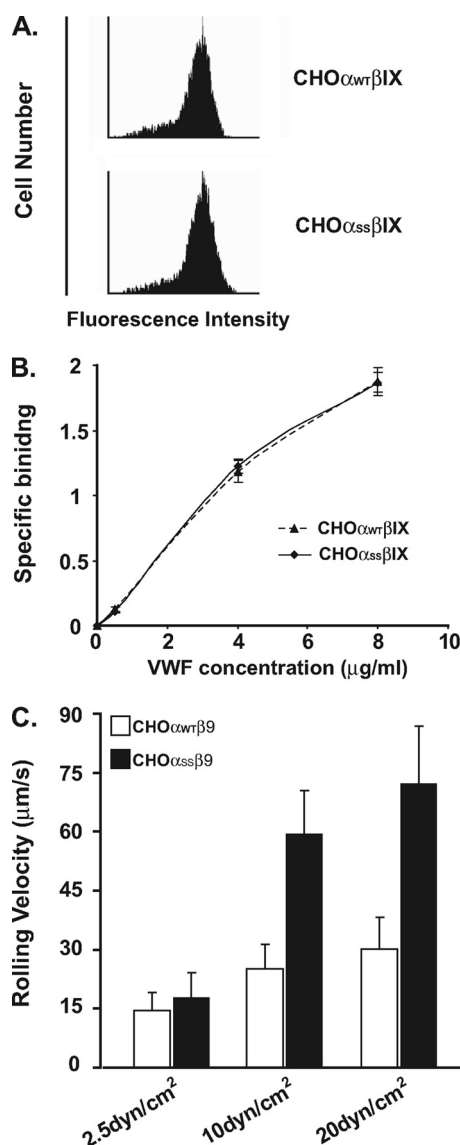 A.
Cell Number
CHOαWTβIX
CHOαssβIX
Fluorescence Intensity
B.
Specific binidng
2
1.5
1
0.5
0
CHOαWTβIX
CHOαssβIX
0 2 4 6 8 10
VWF concentration (μg/ml)
C.
Rolling Velocity (μm/s)
90
75
60
45
30
15
0
CHOαWTβ9
CHOαssβ9
2.5dyn/cm²
10dyn/cm²
20dyn/cm²